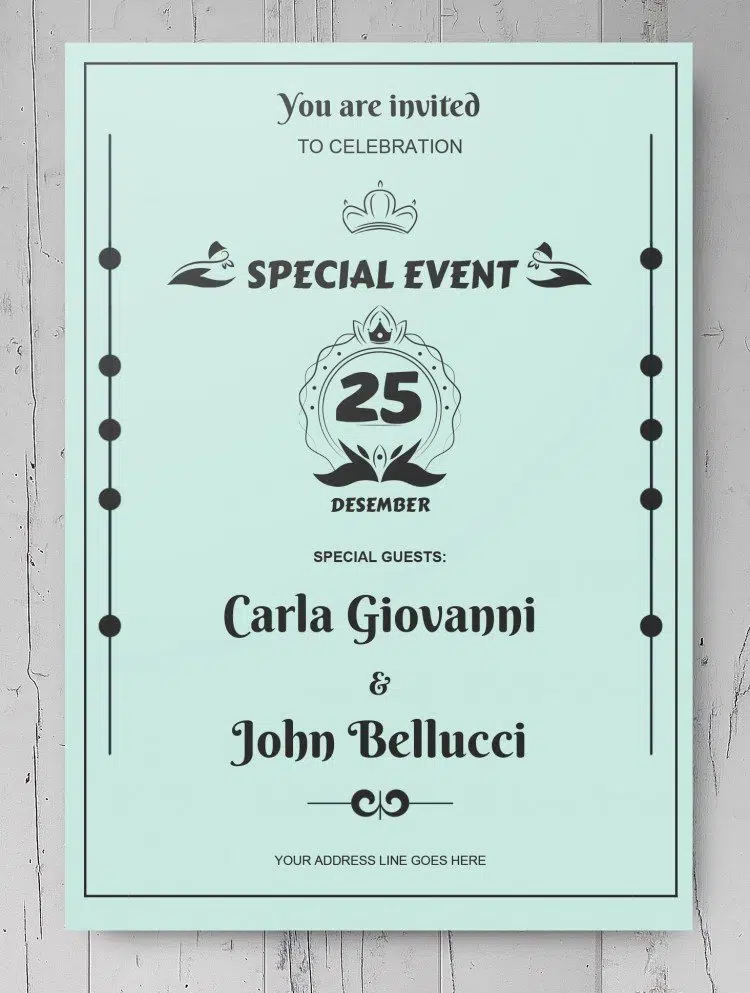 You are invited
TO CELEBRATION
SPECIAL EVENT
25
DESEMBER
SPECIAL GUESTS:
Carla Giovanni
&
John Bellucci
YOUR ADDRESS LINE GOES HERE